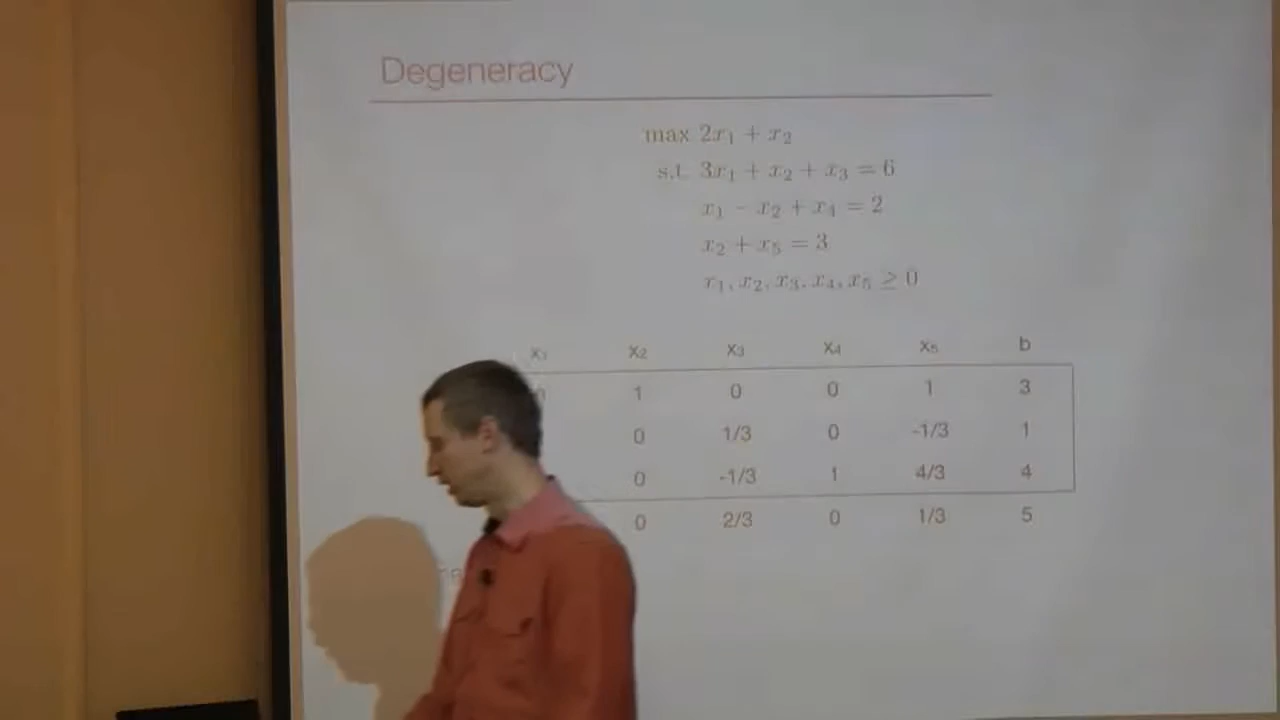 Degeneracy
max 2x₁ + x₂
s.t. 3x₁ + x₂ + x₃ = 6
x₁ − x₂ + x₄ = 2
x₂ + x₅ = 3
x₁, x₂, x₃, x₄, x₅ ≥ 0
x₁ x₂ x₃ x₄ x₅ b
1 0 0 1 3
0 1/3 0 -1/3 1
0 -1/3 1 4/3 4
0 2/3 0 1/3 5